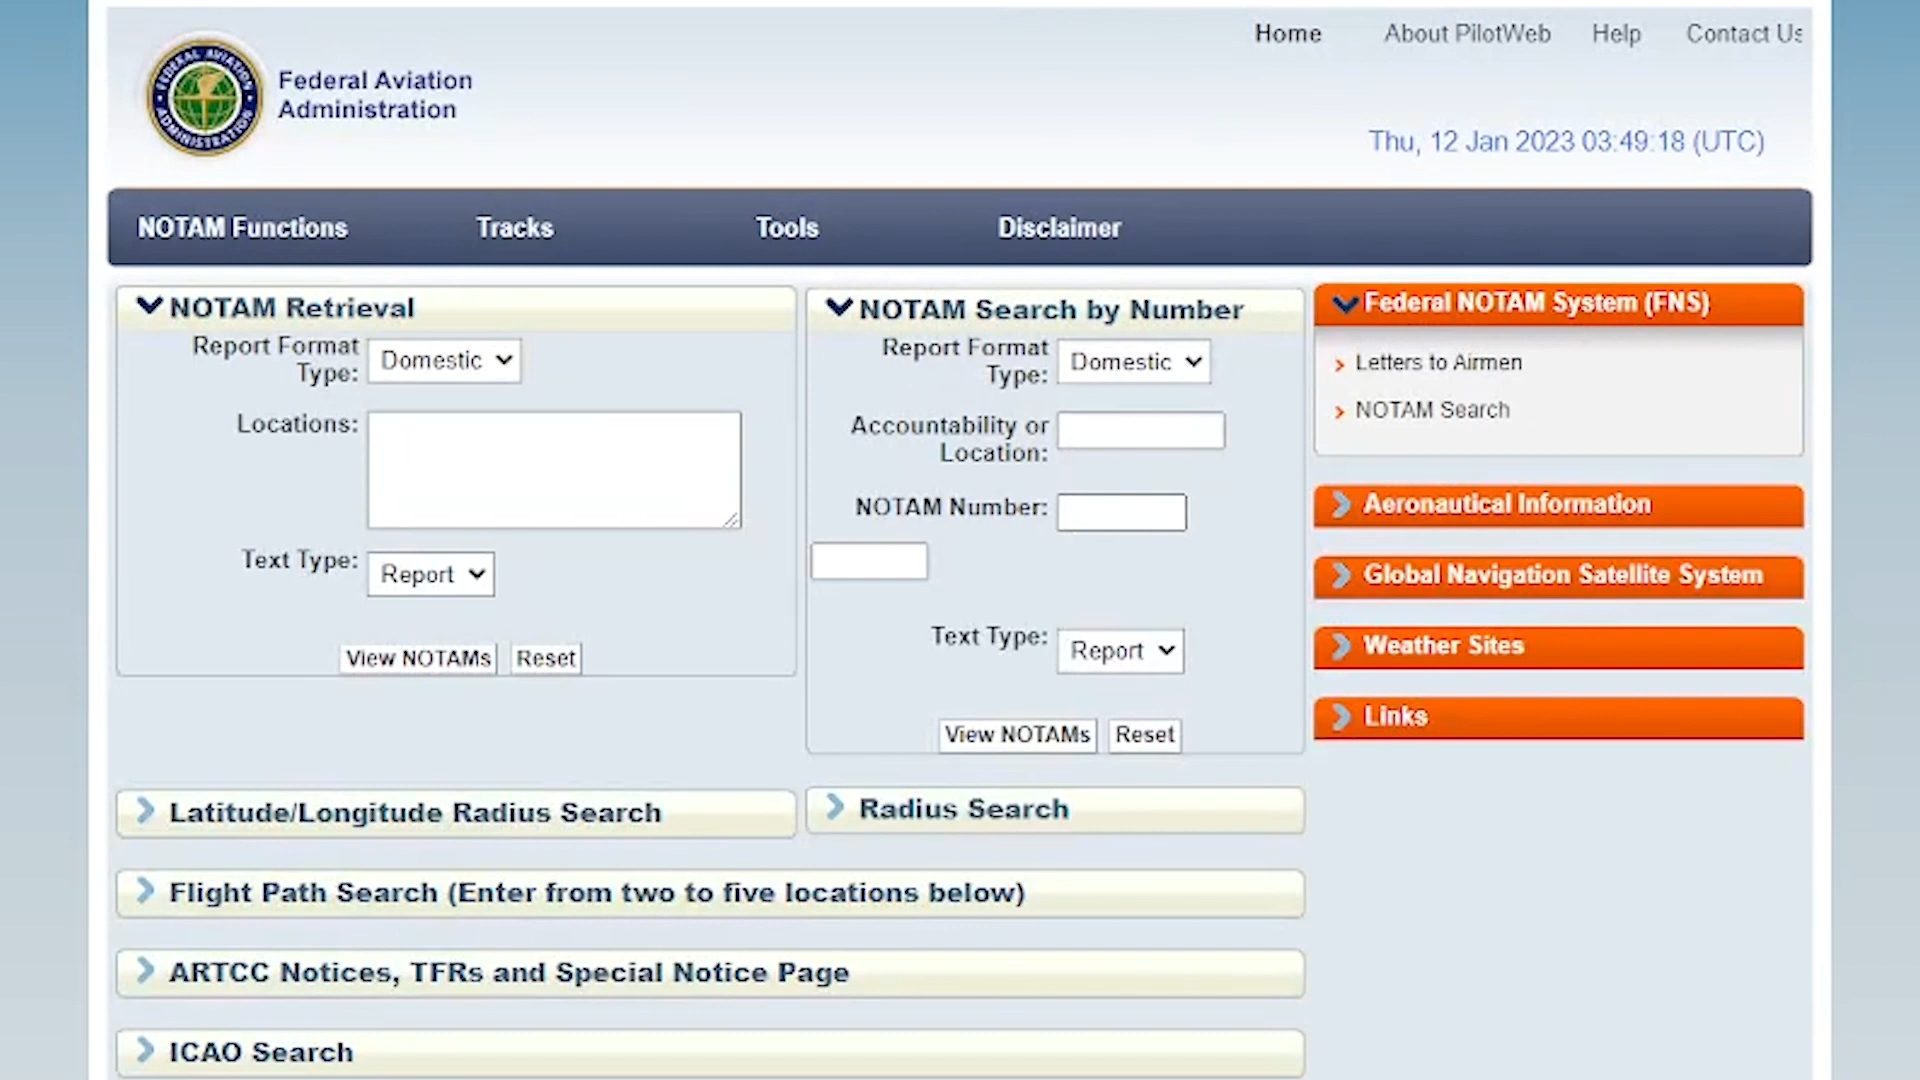 Home About PilotWeb Help Contact Us
FEDERAL AVIATION ADMINISTRATION
Federal Aviation
Administration
Thu, 12 Jan 2023 03:49:18 (UTC)
NOTAM Functions Tracks Tools Disclaimer
NOTAM Retrieval
Report Format
Type: Domestic
Locations:
Text Type: Report
View NOTAMs Reset
NOTAM Search by Number
Report Format
Type: Domestic
Accountability or
Location:
NOTAM Number:
Text Type: Report
View NOTAMs Reset
Federal NOTAM System (FNS)
Letters to Airmen
NOTAM Search
Aeronautical Information
Global Navigation Satellite System
Weather Sites
Links
Latitude/Longitude Radius Search
Radius Search
Flight Path Search (Enter from two to five locations below)
ARTCC Notices, TFRs and Special Notice Page
ICAO Search